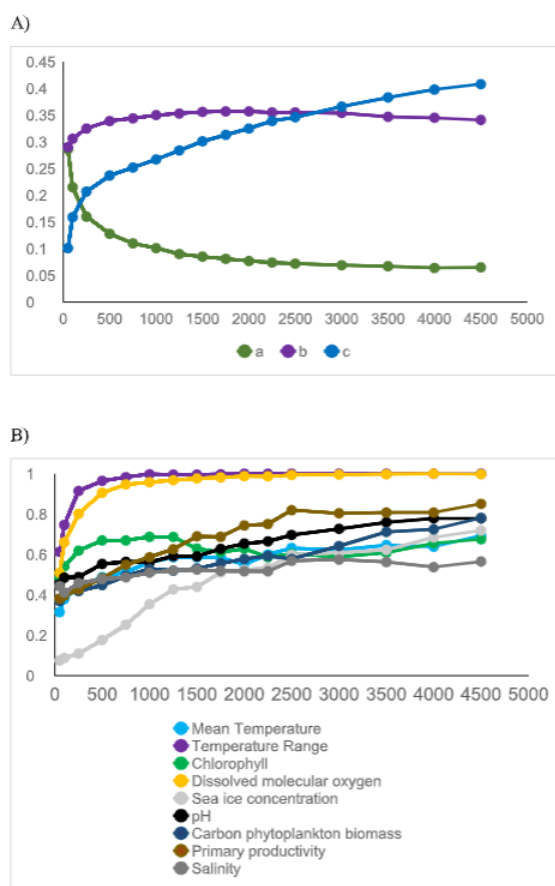 A)
0.45
0.4
0.35
0.3
0.25
0.2
0.15
0.1
0.05
0
0 500 1000 1500 2000 2500 3000 3500 4000 4500 5000
a b c
B)
1
0.8
0.6
0.4
0.2
0
0 500 1000 1500 2000 2500 3000 3500 4000 4500 5000
Mean Temperature
Temperature Range
Chlorophyll
Dissolved molecular oxygen
Sea ice concentration
pH
Carbon phytoplankton biomass
Primary productivity
Salinity